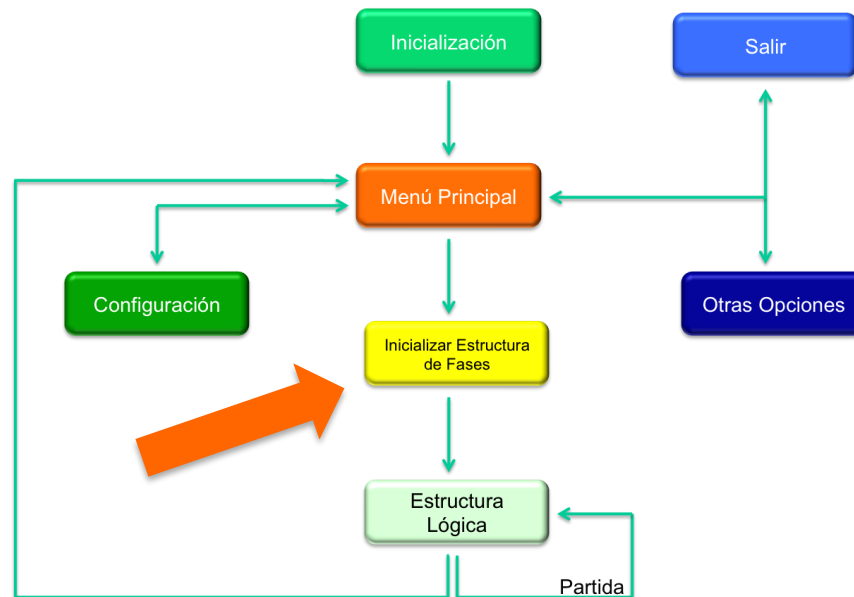 Inicialización
Salir
Menú Principal
Configuración
Otras Opciones
Inicializar Estructura
de Fases
Estructura
Lógica
Partida